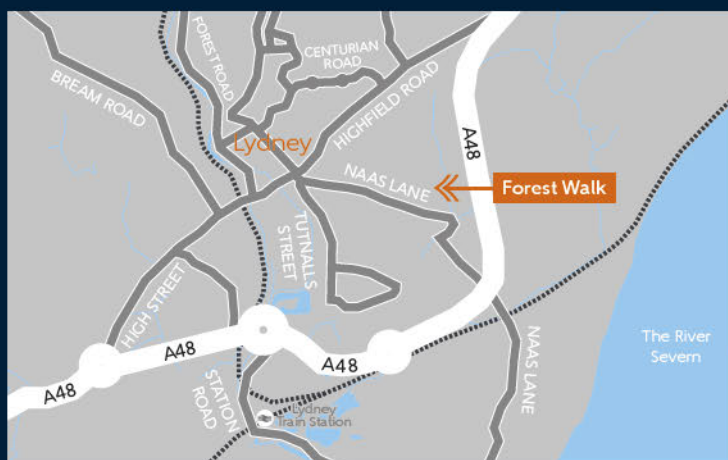 CENTURIAN
ROAD
FOREST ROAD
BREAM ROAD
HIGHFIELD ROAD
Lydney
A48
NAAS LANE
Forest Walk
TUTNALLS
STREET
HIGH STREET
A48
A48
A48
STATION
ROAD
NAAS LANE
The River
Severn
Lydney
Train Station